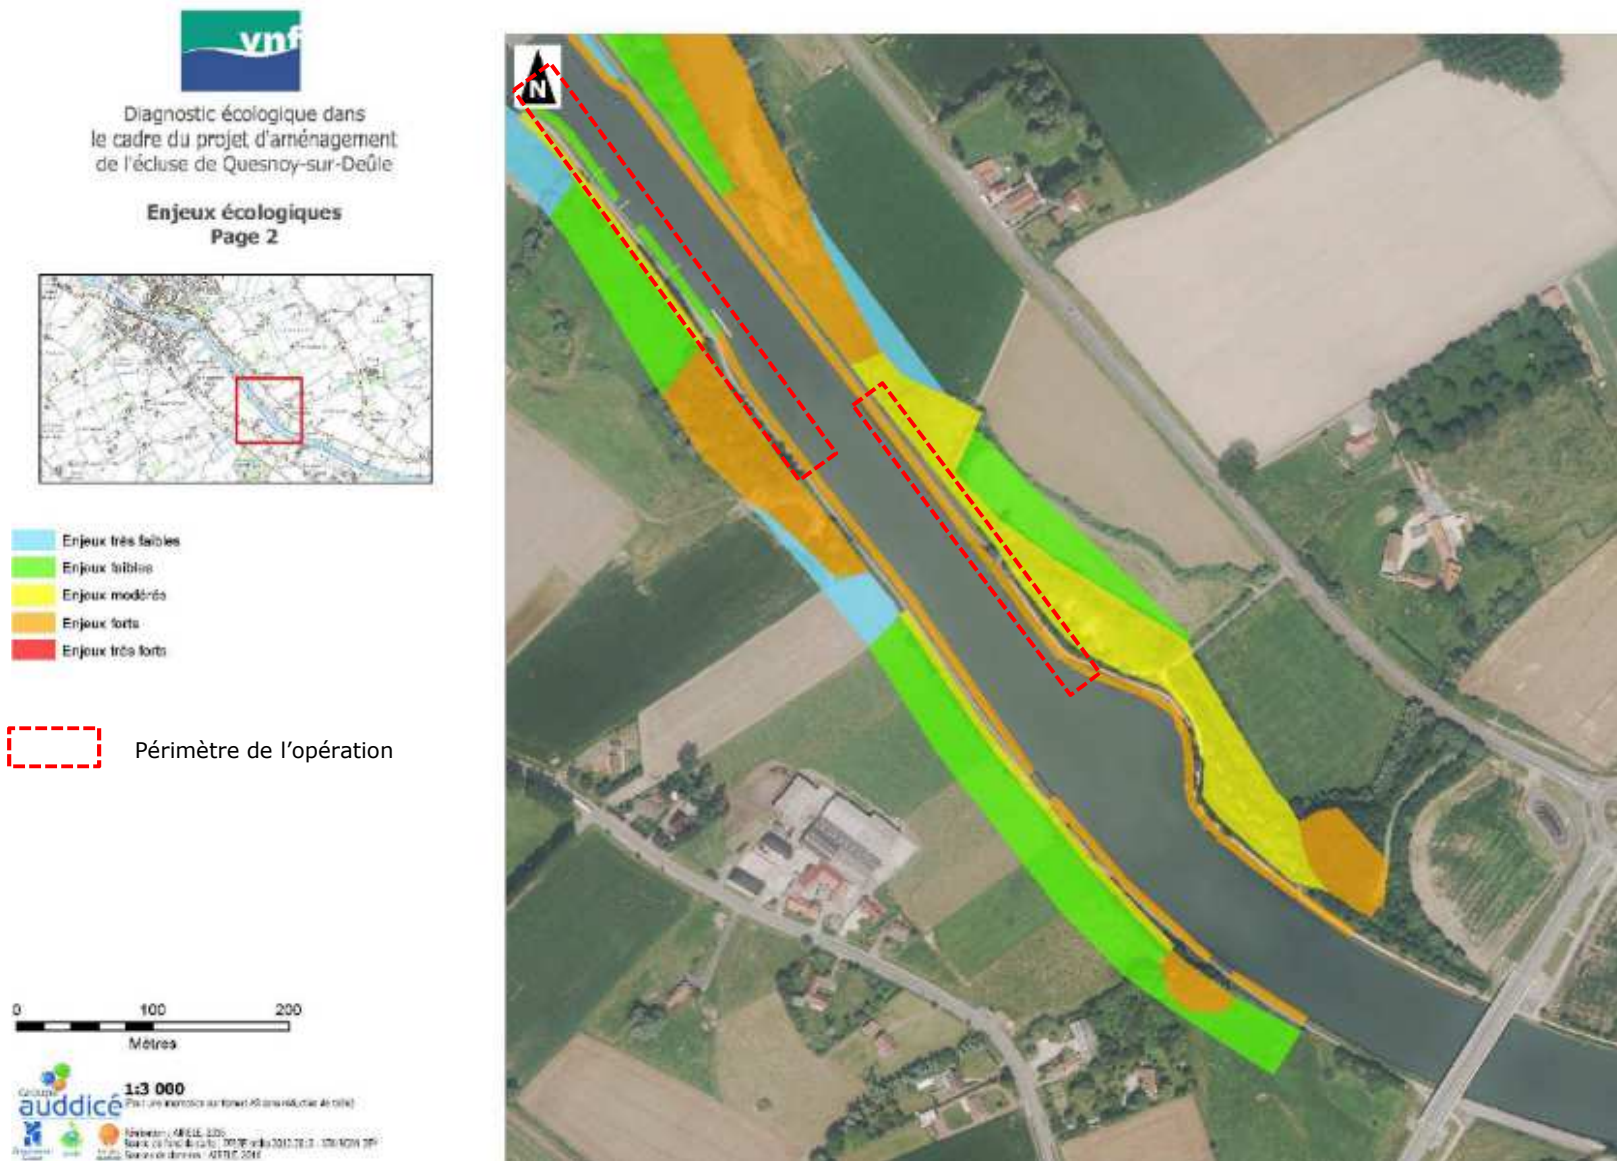 vnf
Diagnostic écologique dans
le cadre du projet d'aménagement
de l'écluse de Quesnoy-sur-Deûle
Enjeux écologiques
Page 2
N
Enjeux très faibles
Enjeux faibles
Enjeux modérés
Enjeux forts
Enjeux très forts
Périmètre de l'opération
0 100 200
Mètres
Groupe
auddicé
1:3 000